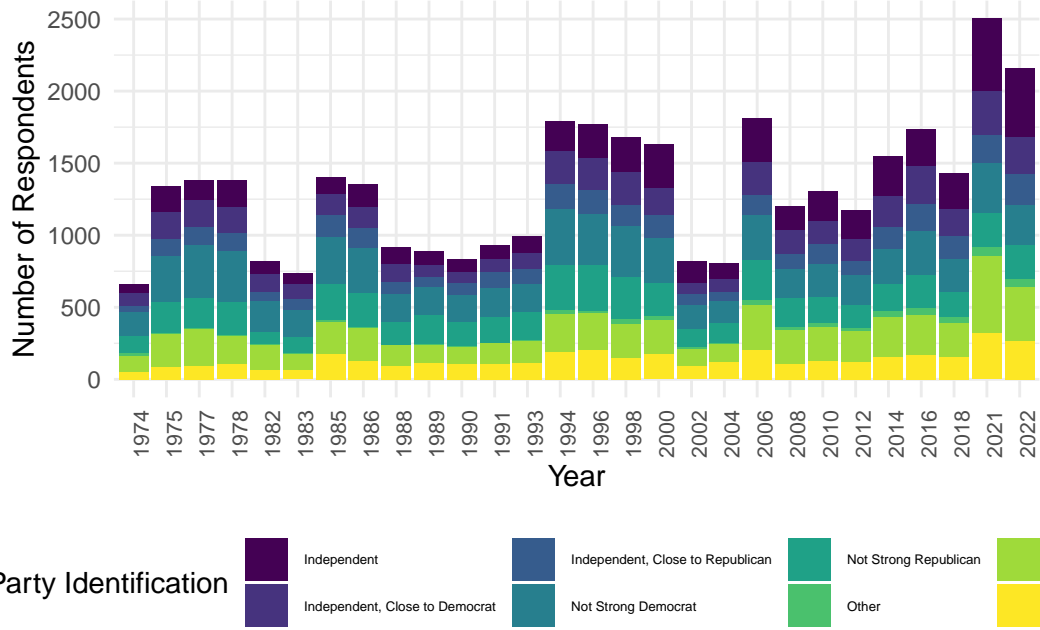 2500
2000
1500
1000
500
0
Number of Respondents
1974 1975 1977 1978 1982 1983 1985 1986 1988 1989 1990 1991 1993 1994 1996 1998 2000 2002 2004 2006 2008 2010 2012 2014 2016 2018 2021 2022
Year
Party Identification
Independent
Independent, Close to Republican
Not Strong Republican
Independent, Close to Democrat
Not Strong Democrat
Other